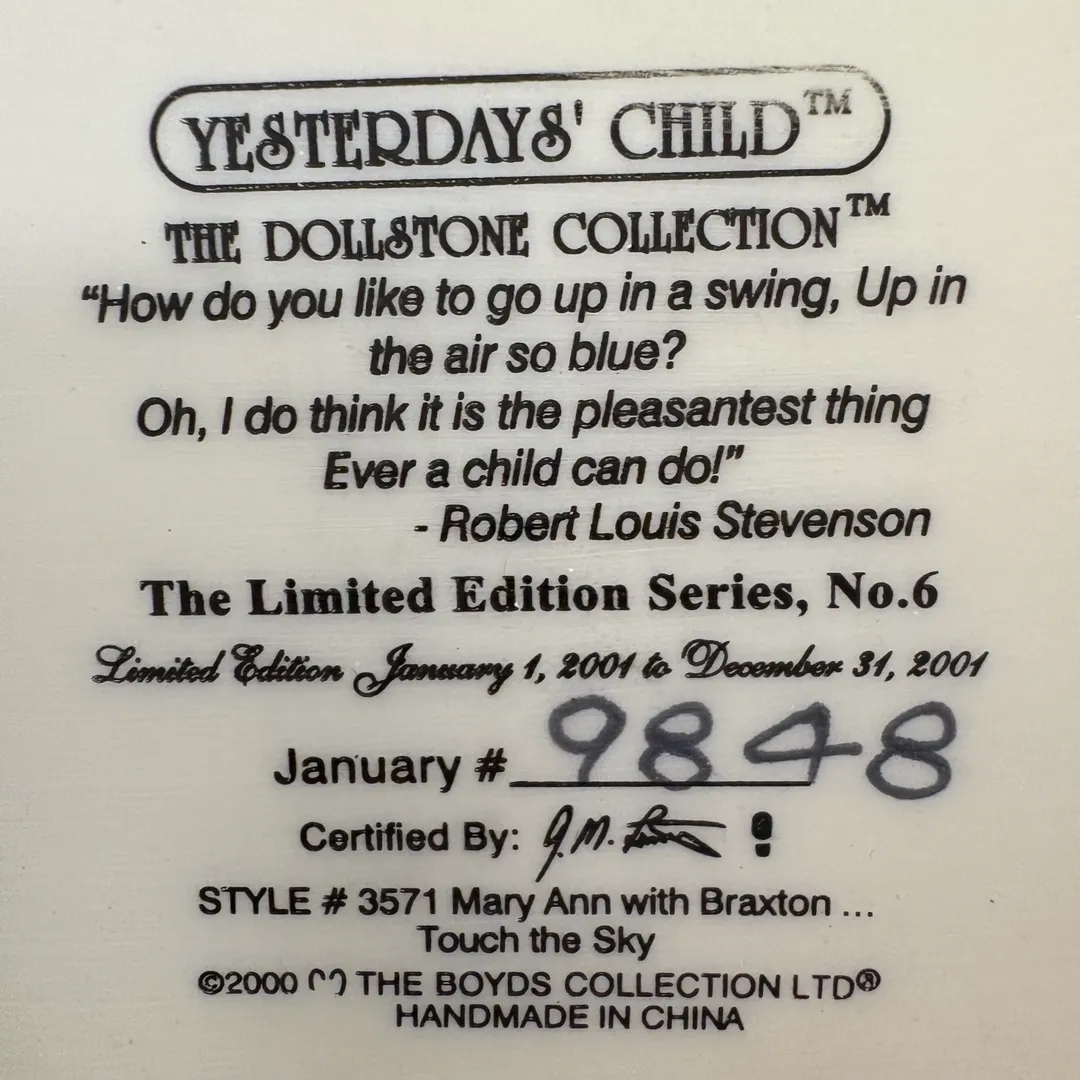 YESTERDAYS' CHILD™
THE DOLLSTONE COLLECTION™
“How do you like to go up in a swing, Up in
the air so blue?
Oh, I do think it is the pleasantest thing
Ever a child can do!”
- Robert Louis Stevenson
The Limited Edition Series, No.6
Limited Edition January 1, 2001 to December 31, 2001
January # 9848
Certified By: J.M.
STYLE # 3571 Mary Ann with Braxton ...
Touch the Sky
©2000 THE BOYDS COLLECTION LTD®
HANDMADE IN CHINA